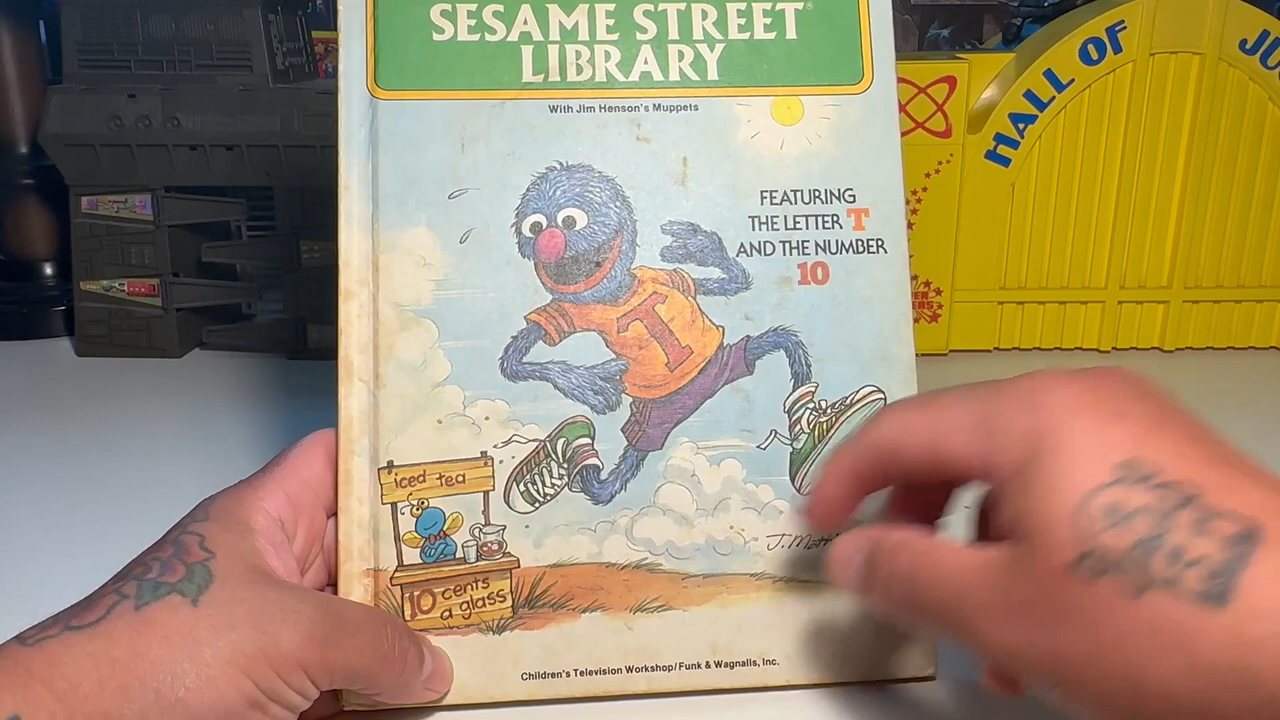 SESAME STREET®
LIBRARY
With Jim Henson's Muppets
FEATURING
THE LETTER T
AND THE NUMBER
10
T
iced tea
10 cents
a glass
Children's Television Workshop/Funk & Wagnalls, Inc.
HALL OF